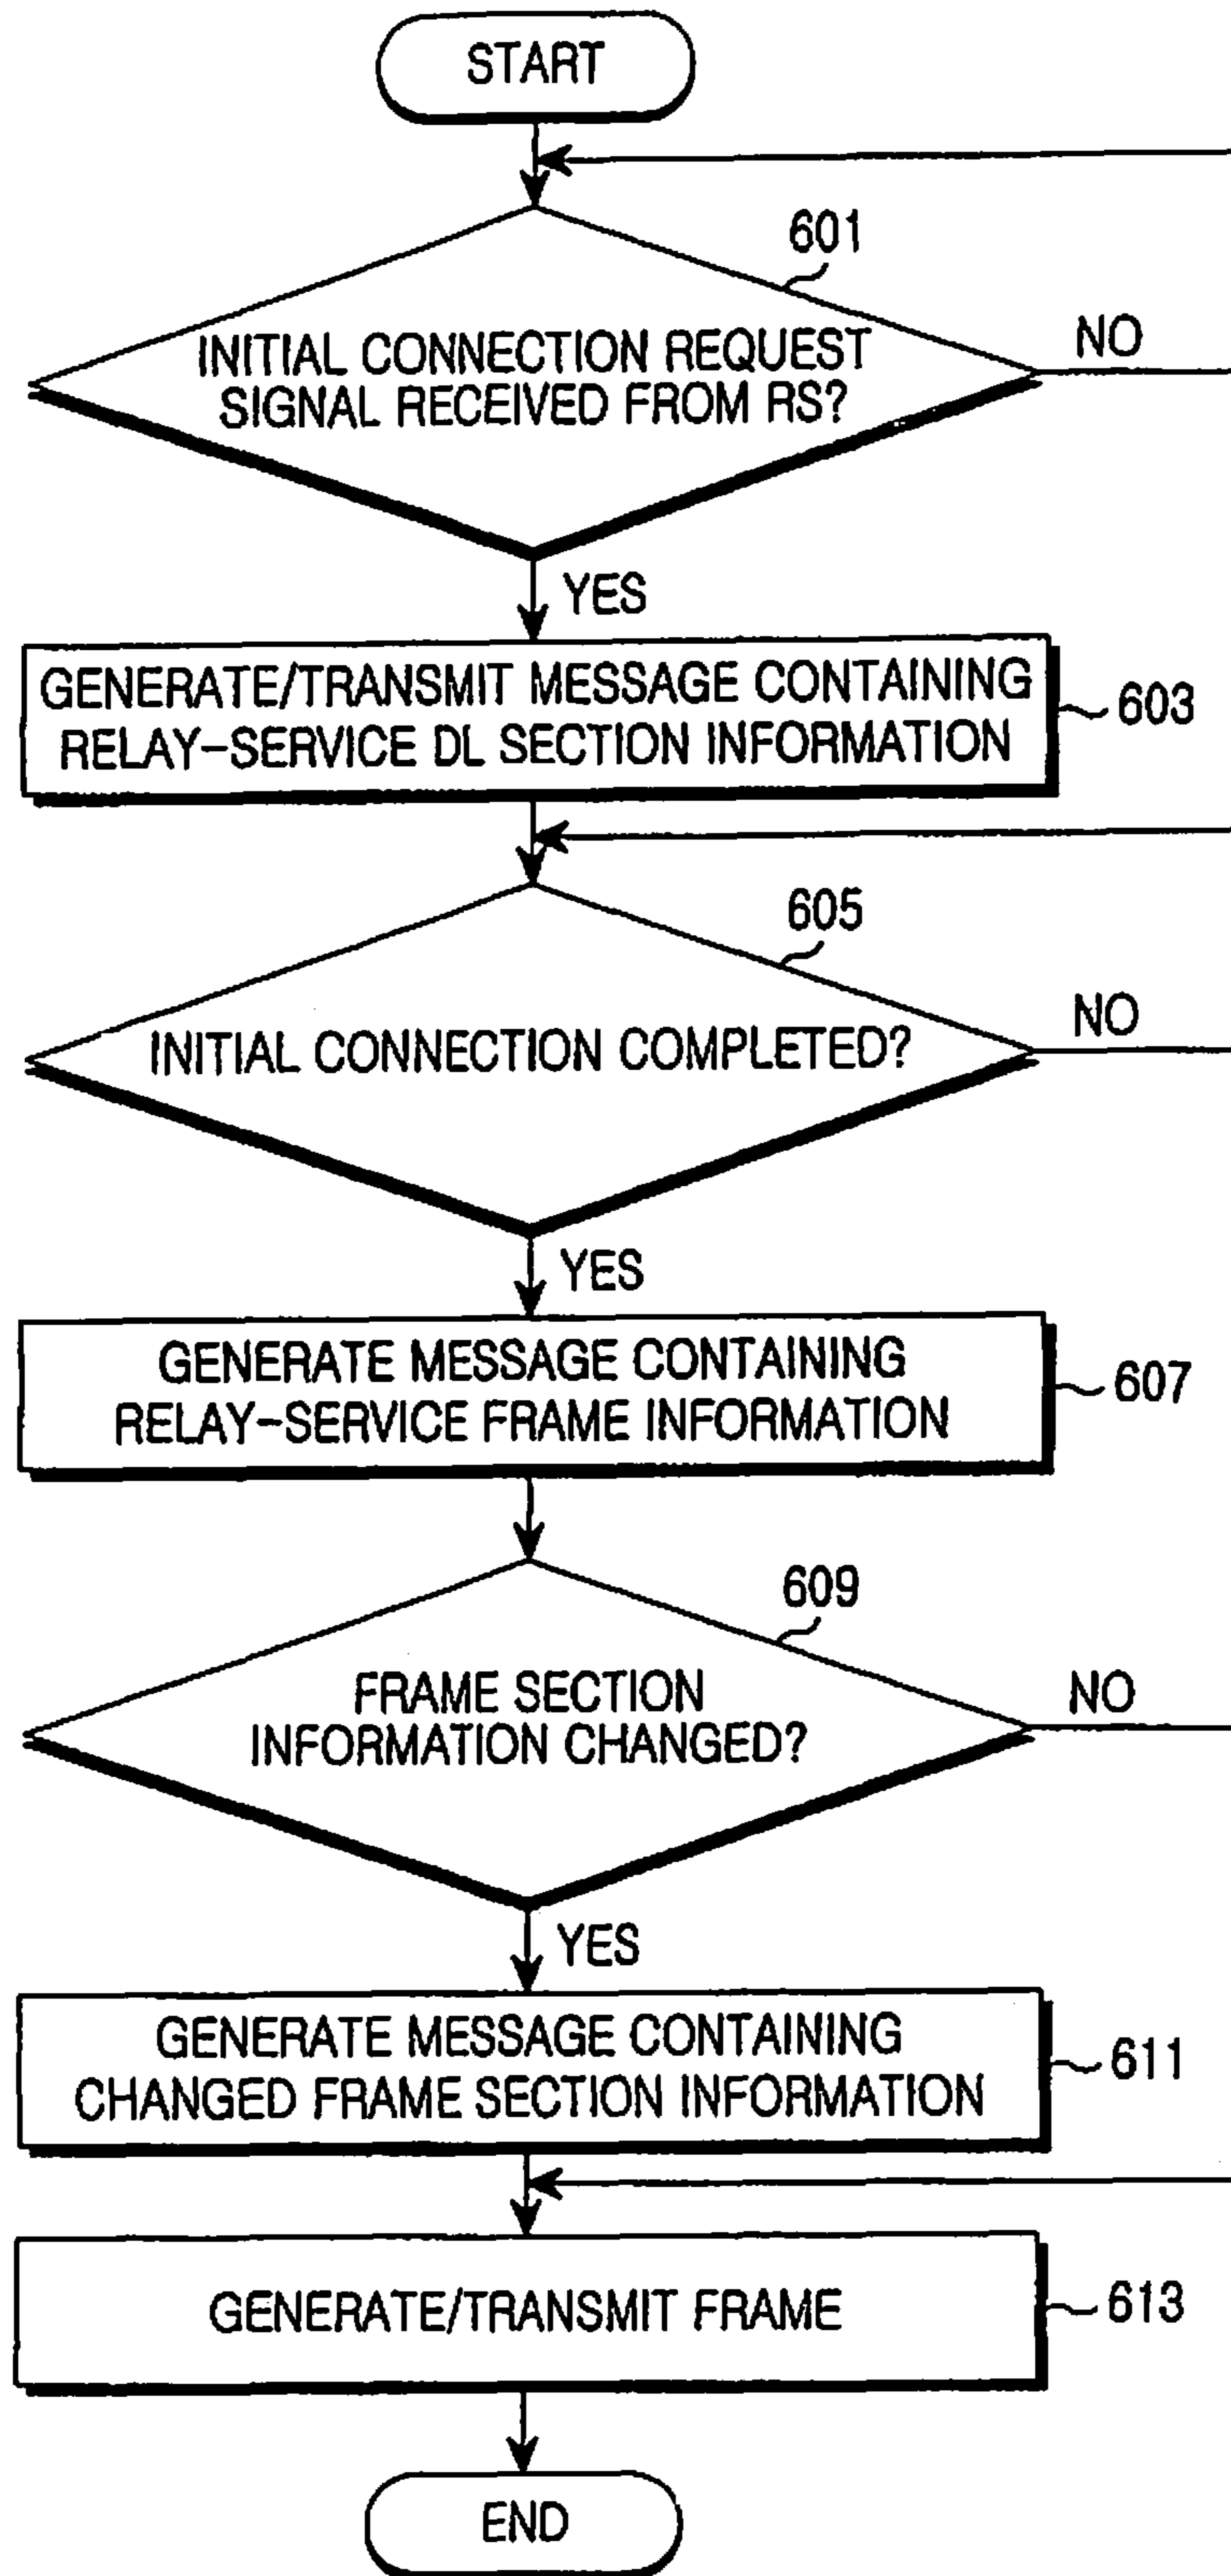 START
601
INITIAL CONNECTION REQUEST
SIGNAL RECEIVED FROM RS?
NO
YES
GENERATE/TRANSMIT MESSAGE CONTAINING
RELAY-SERVICE DL SECTION INFORMATION
603
605
INITIAL CONNECTION COMPLETED?
NO
YES
GENERATE MESSAGE CONTAINING
RELAY-SERVICE FRAME INFORMATION
607
609
FRAME SECTION
INFORMATION CHANGED?
NO
YES
GENERATE MESSAGE CONTAINING
CHANGED FRAME SECTION INFORMATION
611
GENERATE/TRANSMIT FRAME
613
END